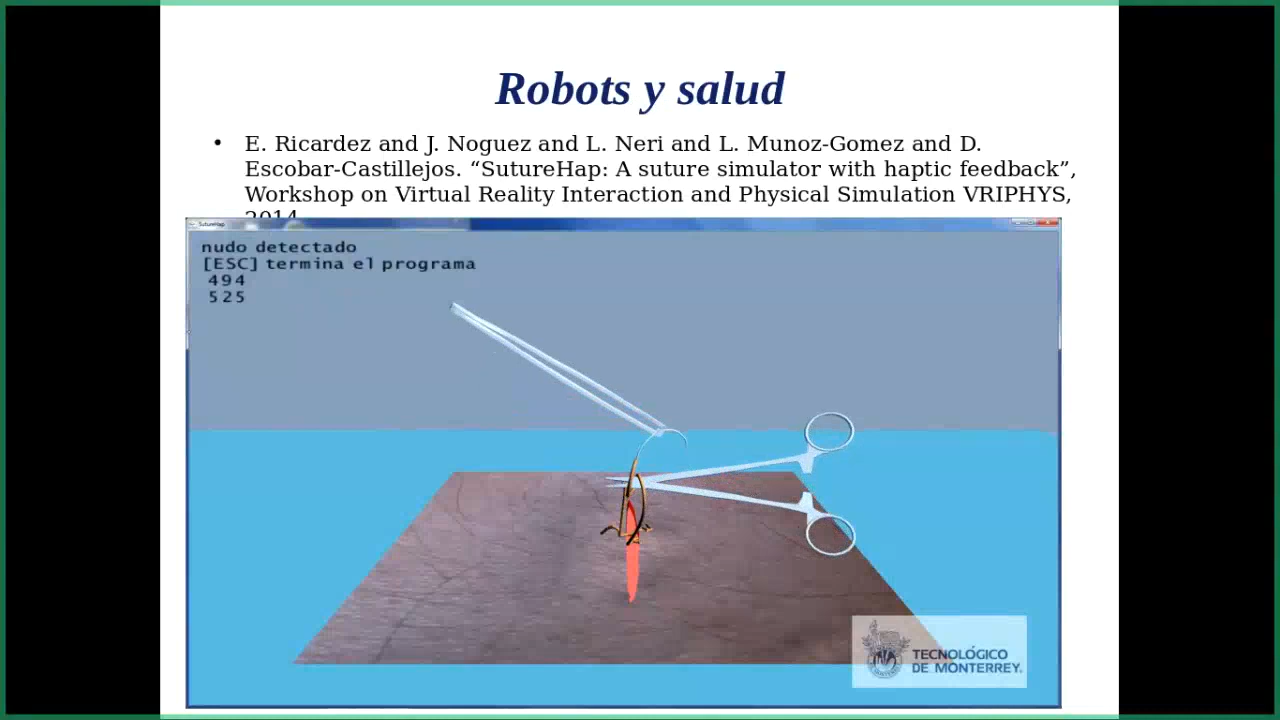 Robots y salud
• E. Ricardez and J. Noguez and L. Neri and L. Munoz-Gomez and D.
Escobar-Castillejos. “SutureHap: A suture simulator with haptic feedback”,
Workshop on Virtual Reality Interaction and Physical Simulation VRIPHYS,
2014
SutureHap
nudo detectado
[ESC] termina el programa
494
525
TECNOLÓGICO
DE MONTERREY.